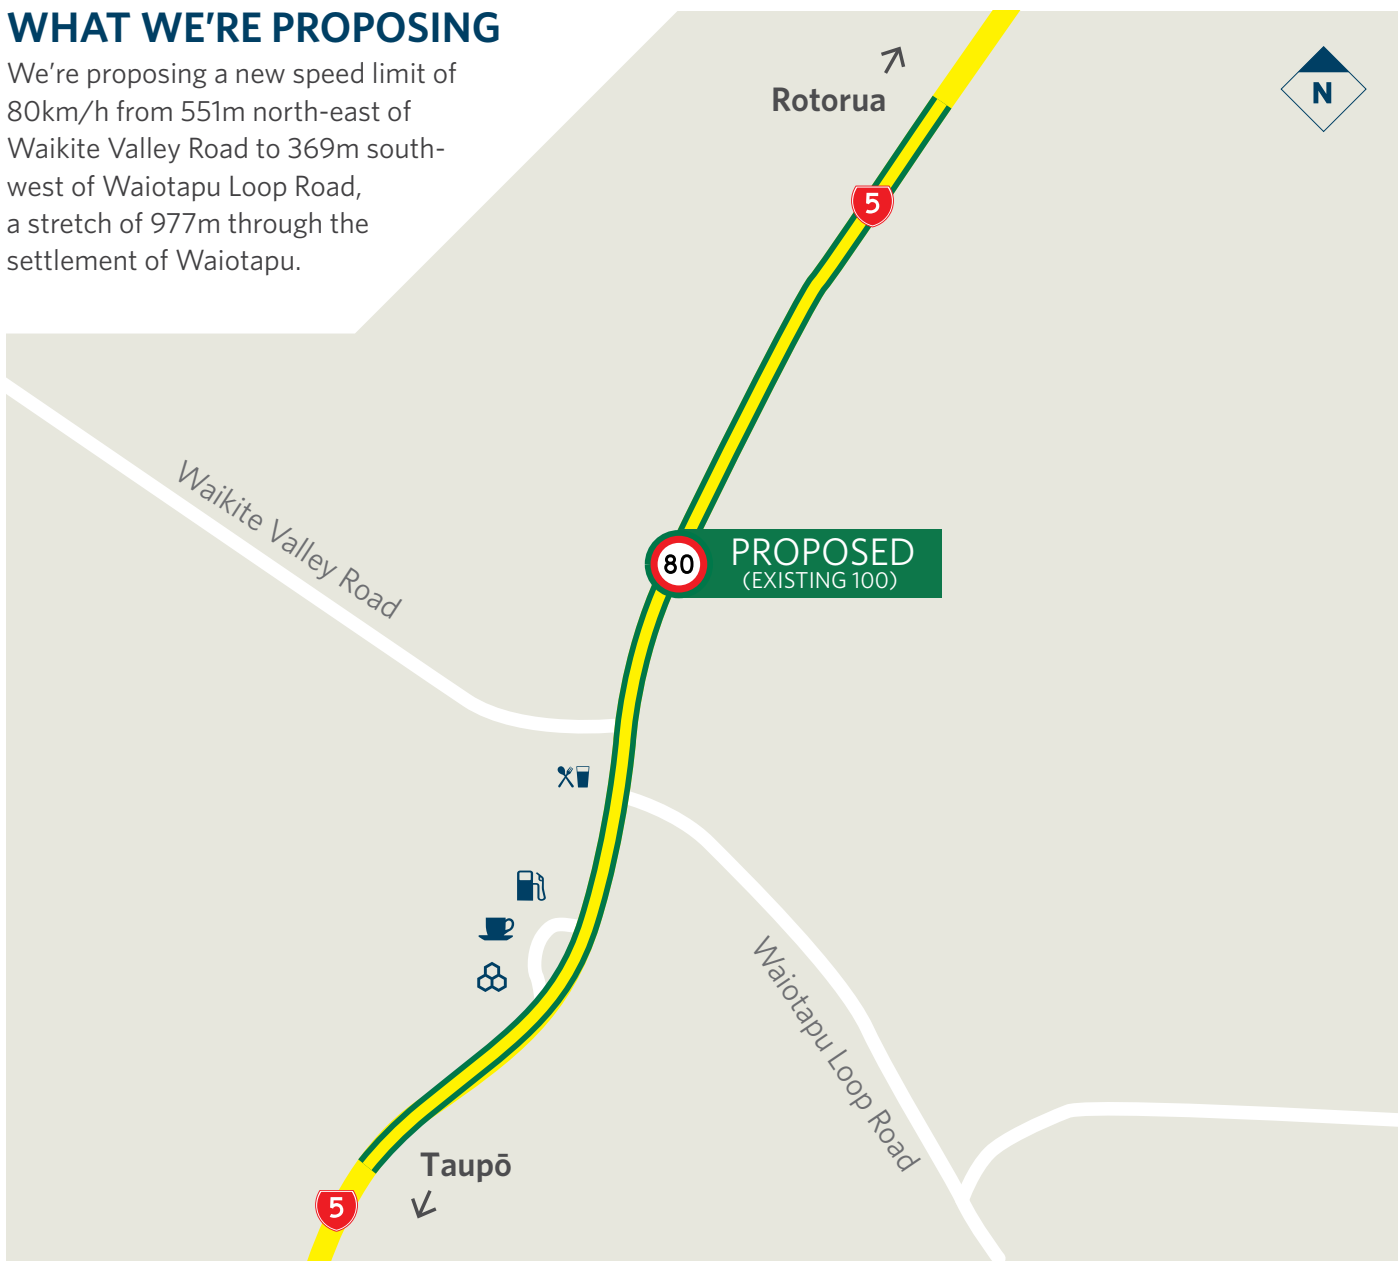 WHAT WE'RE PROPOSING
We're proposing a new speed limit of
80km/h from 551m north-east of
Waikite Valley Road to 369m south-
west of Waiotapu Loop Road,
a stretch of 977m through the
settlement of Waiotapu.
Rotorua
N
5
Waikite Valley Road
80
PROPOSED
(EXISTING 100)
Waiotapu Loop Road
Taupō
5